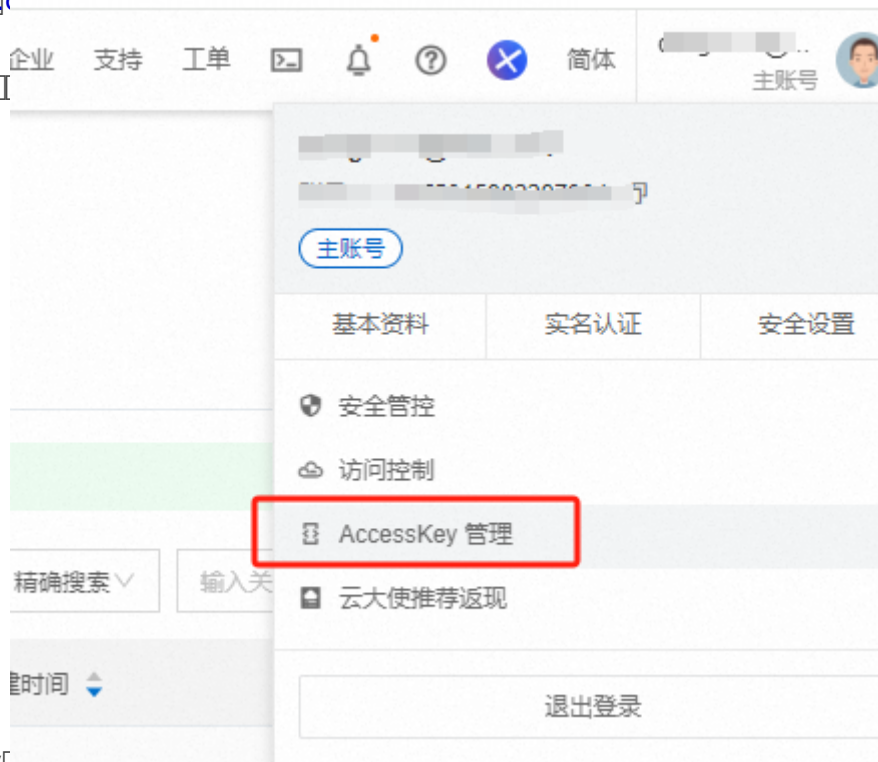 企业 支持 工单 简体
主账号
主账号
基本资料 实名认证 安全设置
安全管控
访问控制
AccessKey 管理
精确搜索 输入关
云大使推荐返现
建时间
退出登录